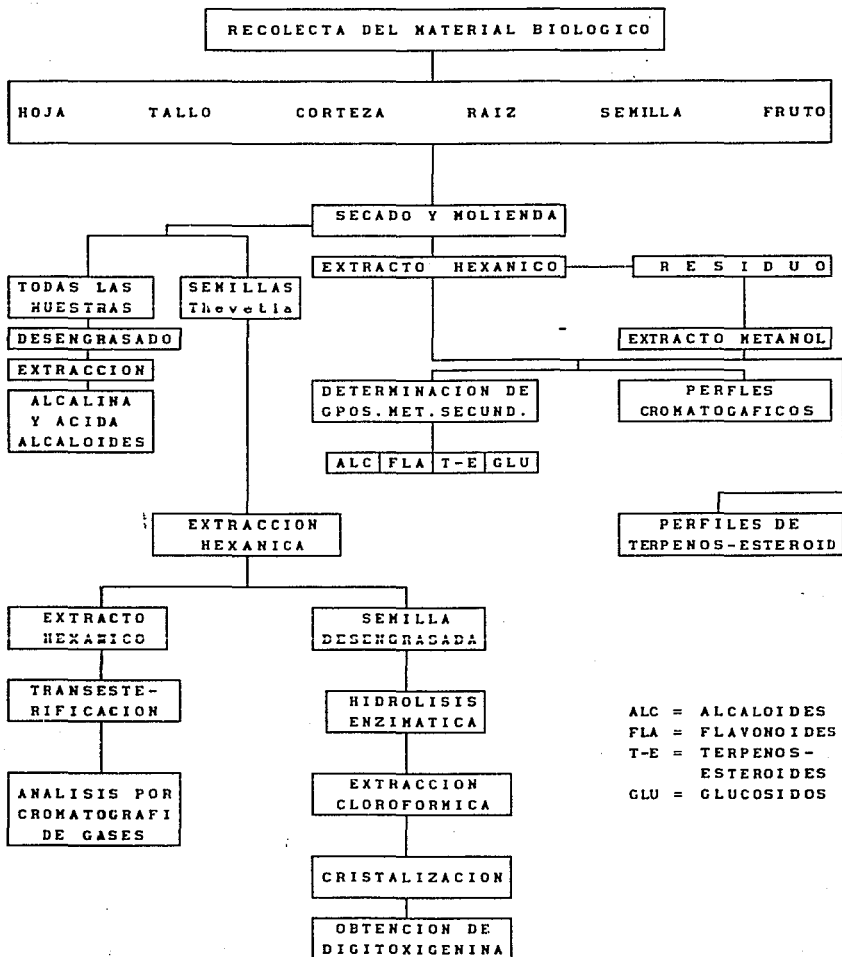 RECOLECTA DEL MATERIAL BIOLOGICO
HOJA TALLO CORTEZA RAIZ SEMILLA FRUTO
SECADO Y MOLIENDA
EXTRACTO HEXANICO
RESIDUO
TODAS LAS
MUESTRAS
SEMILLAS
Thevetia
DESENGRASADO
EXTRACCION
ALCALINA
Y ACIDA
ALCALOIDES
EXTRACTO METANOL
DETERMINACION DE
GPOS.MET.SECUND.
PERFLES
CROMATOGAFICOS
ALC FLA T-E GLU
EXTRACCION
HEXANICA
PERFILES DE
TERPENOS-ESTEROID
EXTRACTO
HEXANICO
SEMILLA
DESENGRASADA
TRANSESTE-
RIFICACION
HIDROLISIS
ENZIMATICA
ANALISIS POR
CROMATOGRAFI
DE GASES
EXTRACCION
CLOROFORMICA
CRISTALIZACION
OBTENCION DE
DIGITOXIGENINA
ALC = ALCALOIDES
FLA = FLAVONOIDES
T-E = TERPENOS-
ESTEROIDES
GLU = GLUCOSIDOS